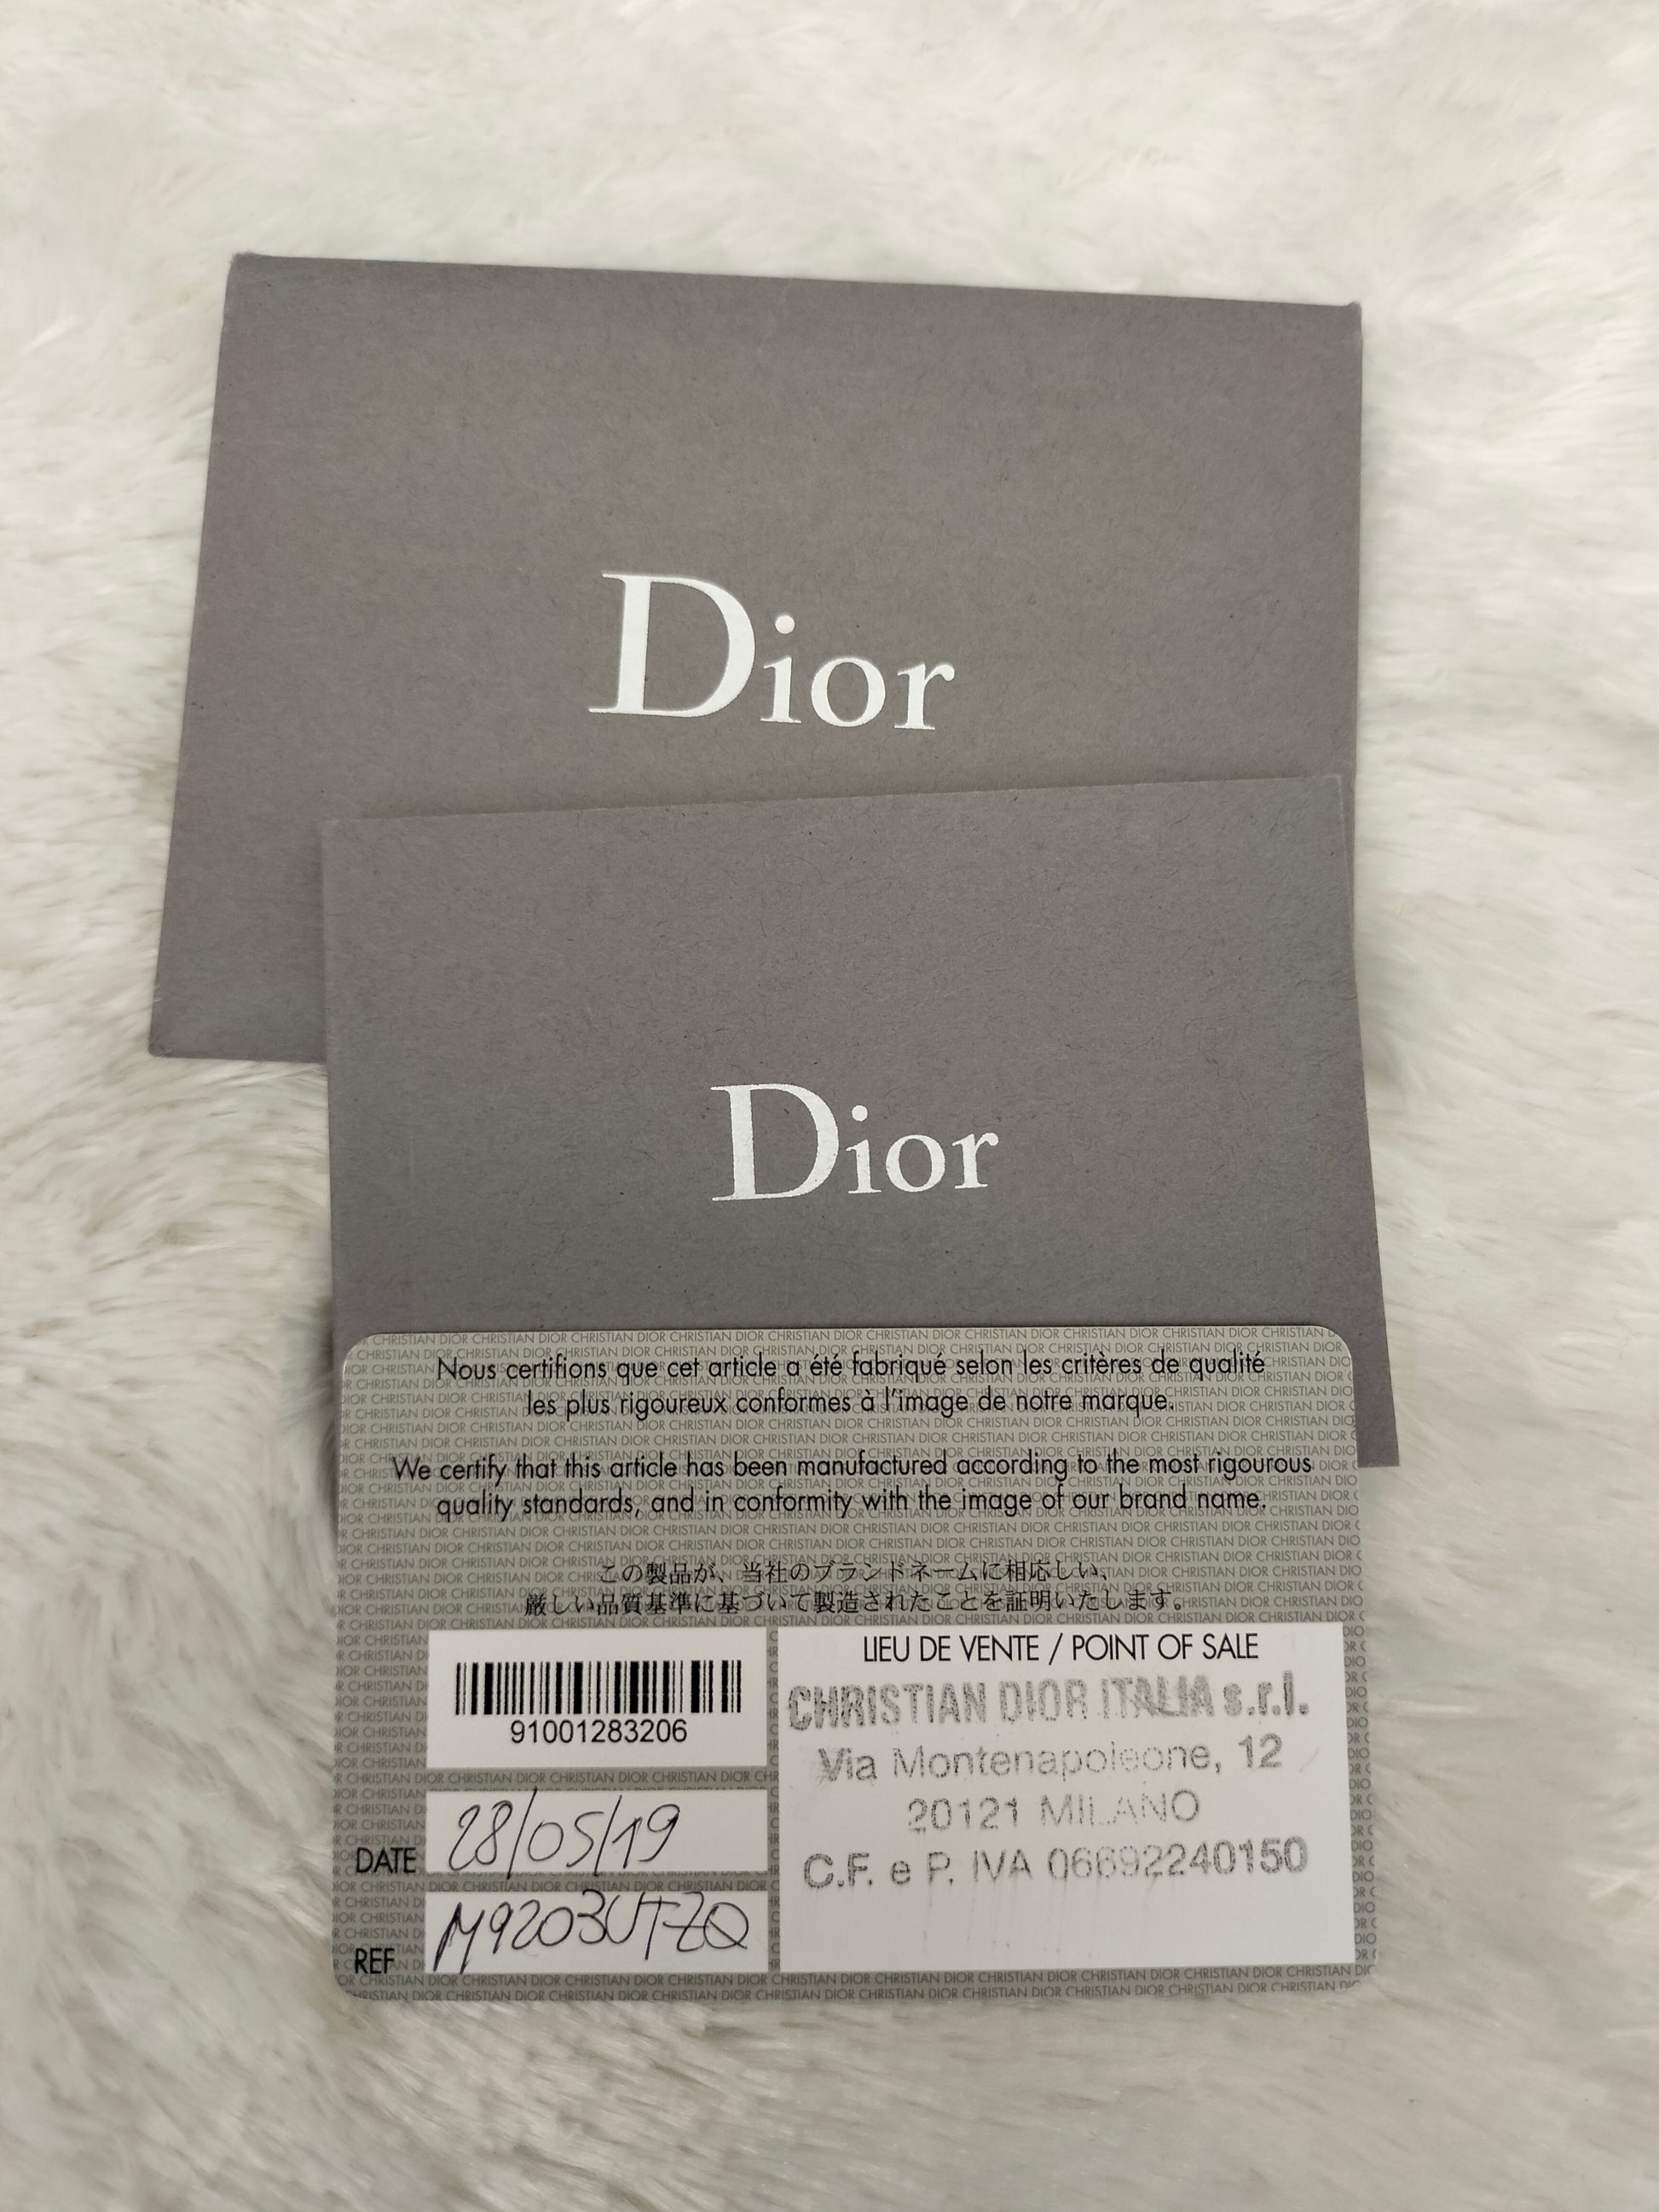 Dior
Dior
Nous certifions que cet article a été fabriqué selon les critères de qualité
les plus rigoureux conformes à l'image de notre marque.
We certify that this article has been manufactured according to the most rigourous
quality standards, and in conformity with the image of our brand name.
この製品が、当社のブランドネームに相応しい、
厳しい品質基準に基づいて製造されたことを証明いたします。
91001283206
DATE 28/05/19
REF M9203UTZQ
LIEU DE VENTE / POINT OF SALE
CHRISTIAN DIOR ITALIA s.r.l.
Via Montenapoleone, 12
20121 MILANO
C.F. e P. IVA 06692240150